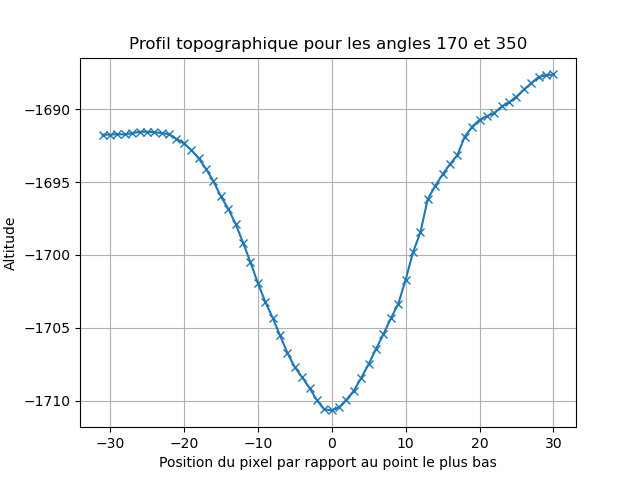 Profil topographique pour les angles 170 et 350
Altitude
−1690
−1695
−1700
−1705
−1710
−30 −20 −10 0 10 20 30
Position du pixel par rapport au point le plus bas